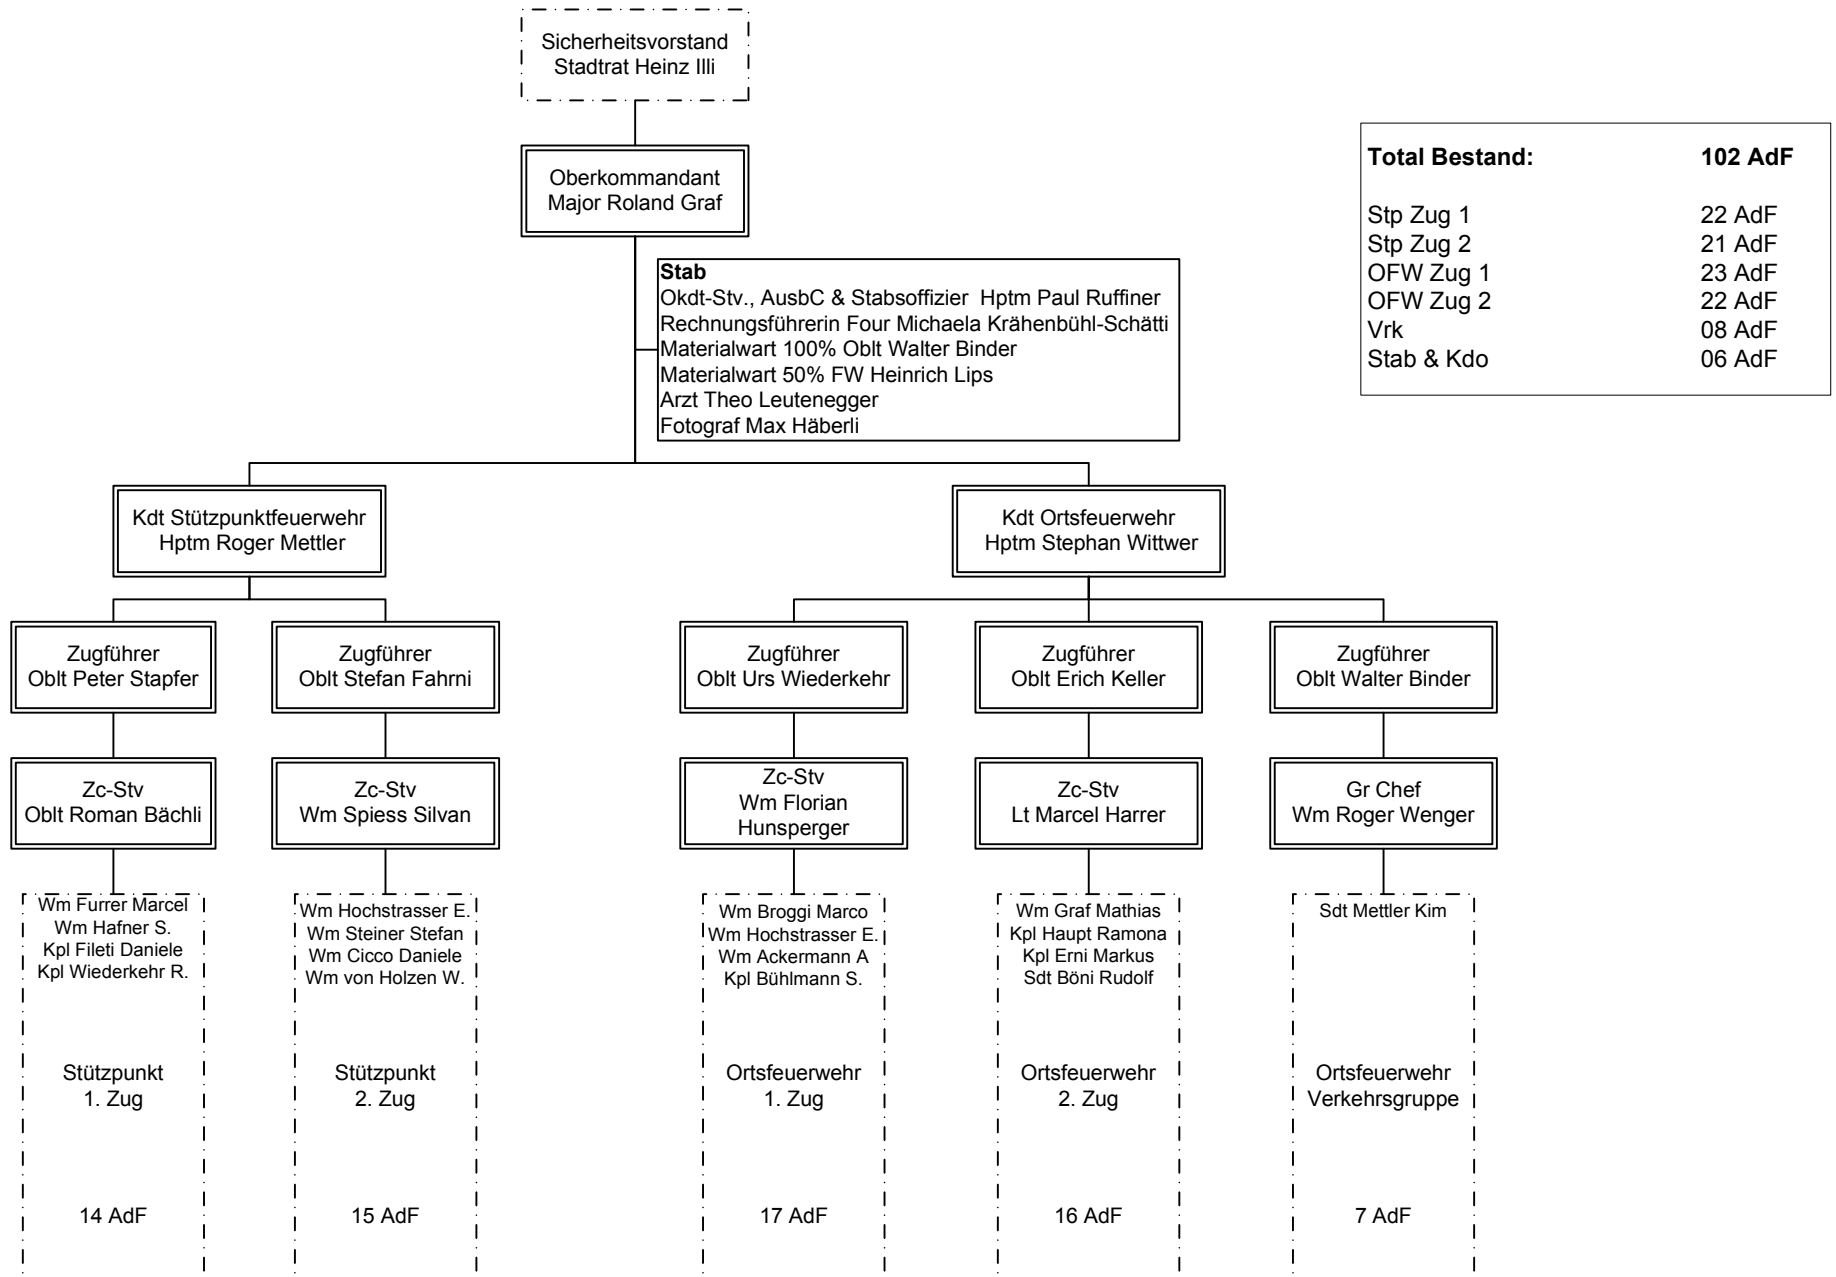 Sicherheitsvorstand
Stadtrat Heinz Illi
Oberkommandant
Major Roland Graf
Total Bestand: 102 AdF
Stp Zug 1 22 AdF
Stp Zug 2 21 AdF
OFW Zug 1 23 AdF
OFW Zug 2 22 AdF
Vrk 08 AdF
Stab & Kdo 06 AdF
Stab
Okdt-Stv., AusbC & Stabsoffizier Hptm Paul Ruffiner
Rechnungsführerin Four Michaela Krähenbühl-Schätti
Materialwart 100% Oblt Walter Binder
Materialwart 50% FW Heinrich Lips
Arzt Theo Leutenegger
Fotograf Max Häberli
Kdt Stützpunktfeuerwehr
Hptm Roger Mettler
Kdt Ortsfeuerwehr
Hptm Stephan Wittwer
Zugführer
Oblt Peter Stapfer
Zugführer
Oblt Stefan Fahrni
Zugführer
Oblt Urs Wiederkehr
Zugführer
Oblt Erich Keller
Zugführer
Oblt Walter Binder
Zc-Stv
Oblt Roman Bächli
Zc-Stv
Wm Spiess Silvan
Zc-Stv
Wm Florian
Hunsperger
Zc-Stv
Lt Marcel Harrer
Gr Chef
Wm Roger Wenger
Wm Furrer Marcel
Wm Hafner S.
Kpl Fileti Daniele
Kpl Wiederkehr R.
Stützpunkt
1. Zug
14 AdF
Wm Hochstrasser E.
Wm Steiner Stefan
Wm Cicco Daniele
Wm von Holzen W.
Stützpunkt
2. Zug
15 AdF
Wm Broggi Marco
Wm Hochstrasser E.
Wm Ackermann A
Kpl Bühlmann S.
Ortsfeuerwehr
1. Zug
17 AdF
Wm Graf Mathias
Kpl Haupt Ramona
Kpl Erni Markus
Sdt Böni Rudolf
Ortsfeuerwehr
2. Zug
16 AdF
Sdt Mettler Kim
Ortsfeuerwehr
Verkehrsgruppe
7 AdF